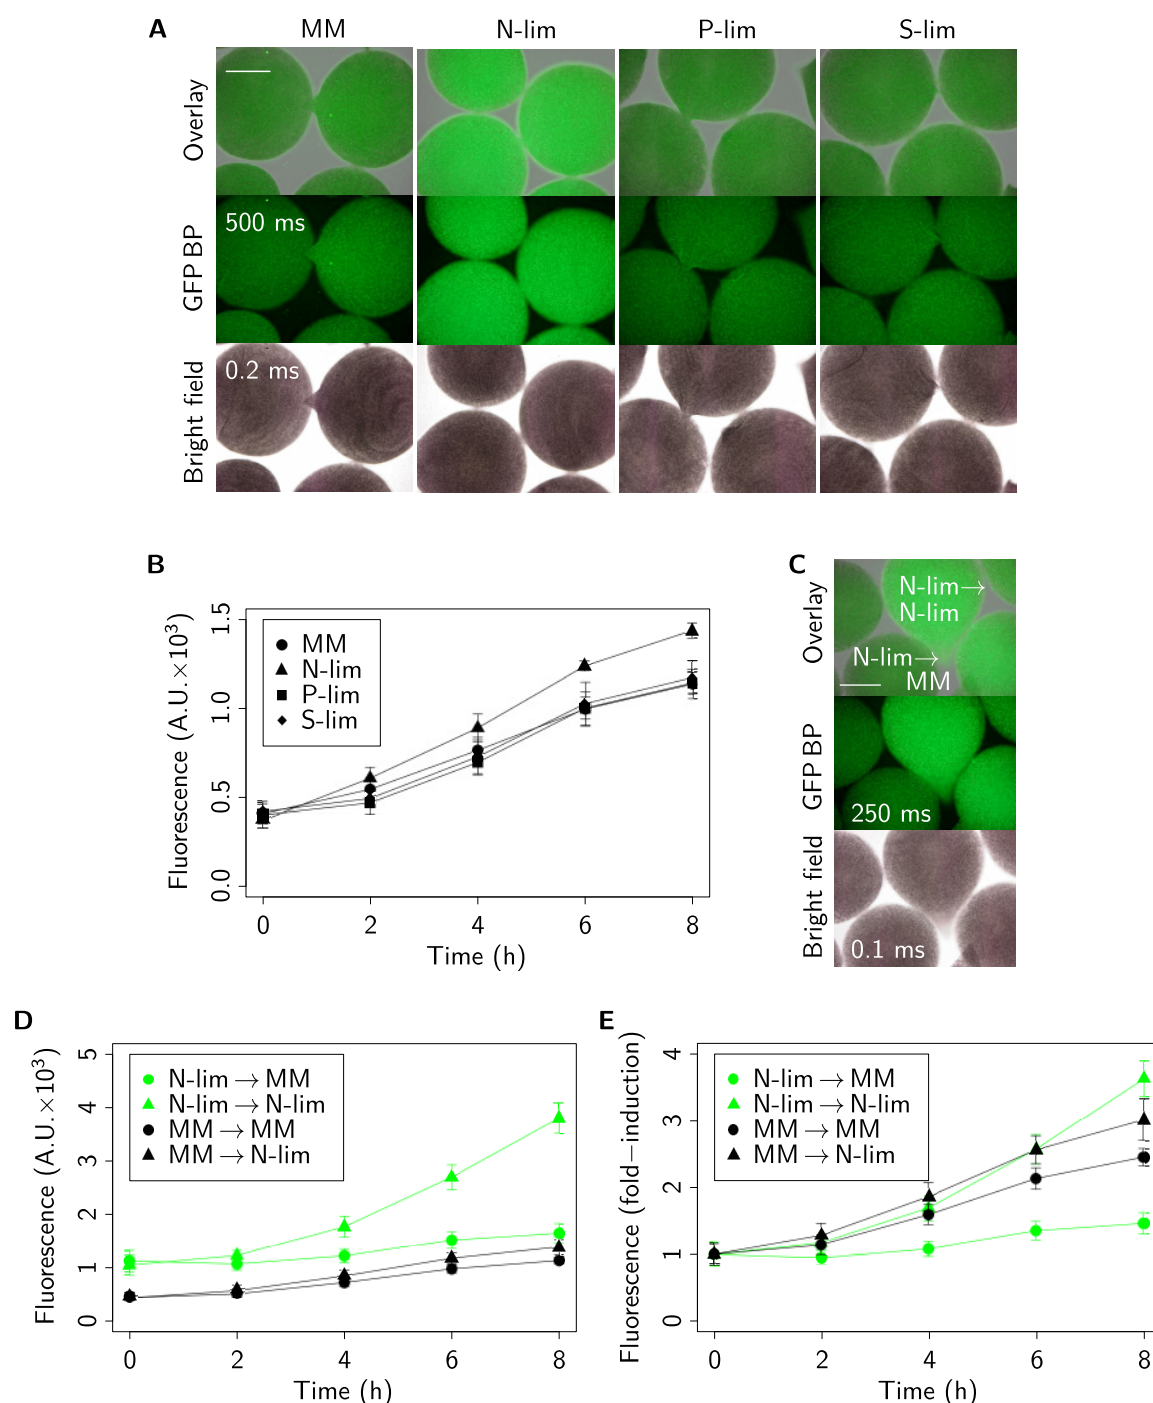 A
MM N-lim P-lim S-lim
Overlay
GFP BP
500 ms
Bright field
0.2 ms
B
Fluorescence (A.U.×10³)
1.5
1.0
0.5
0.0
MM
N-lim
P-lim
S-lim
0 2 4 6 8
Time (h)
C
Overlay
N-lim→
N-lim
N-lim→
MM
GFP BP
250 ms
Bright field
0.1 ms
D
Fluorescence (A.U.×10³)
5
4
3
2
1
0
N-lim→MM
N-lim→N-lim
MM→MM
MM→N-lim
0 2 4 6 8
Time (h)
E
Fluorescence (fold−induction)
4
3
2
1
0
N-lim→MM
N-lim→N-lim
MM→MM
MM→N-lim
0 2 4 6 8
Time (h)